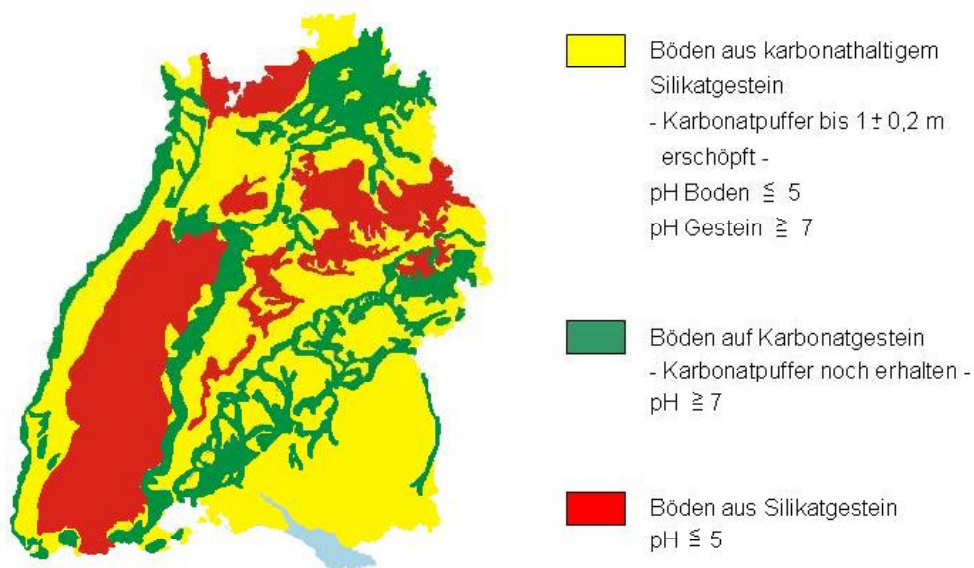 Böden aus karbonathaltigem
Silikatgestein
- Karbonatpuffer bis 1 ± 0,2 m
erschöpft -
pH Boden ≦ 5
pH Gestein ≧ 7
Böden auf Karbonatgestein
- Karbonatpuffer noch erhalten -
pH ≧ 7
Böden aus Silikatgestein
pH ≦ 5